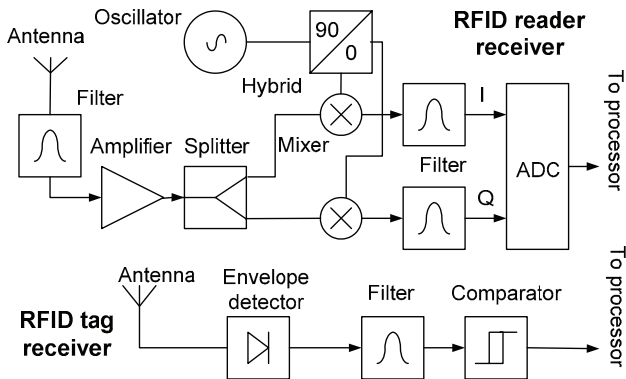 Oscillator
RFID reader
receiver
Antenna
90
0
Hybrid
Filter
Amplifier
Splitter
Mixer
I
Filter
ADC
Q
To processor
Antenna
Envelope
detector
Filter
Comparator
RFID tag
receiver
To processor